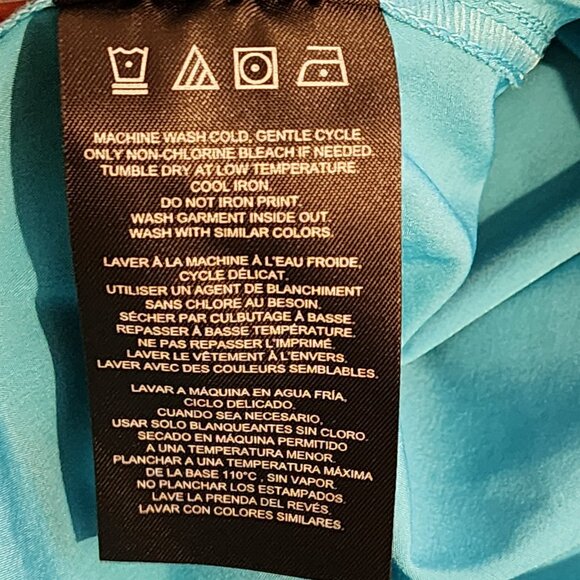 MACHINE WASH COLD, GENTLE CYCLE.
ONLY NON-CHLORINE BLEACH IF NEEDED.
TUMBLE DRY AT LOW TEMPERATURE.
COOL IRON.
DO NOT IRON PRINT.
WASH GARMENT INSIDE OUT.
WASH WITH SIMILAR COLORS.
LAVER À LA MACHINE À L'EAU FROIDE,
CYCLE DÉLICAT.
UTILISER UN AGENT DE BLANCHIMENT
SANS CHLORE AU BESOIN.
SÉCHER PAR CULBUTAGE À BASSE.
REPASSER À BASSE TEMPÉRATURE.
NE PAS REPASSER L'IMPRIMÉ.
LAVER LE VÊTEMENT À L'ENVERS.
LAVER AVEC DES COULEURS SEMBLABLES.
LAVAR A MÁQUINA EN AGUA FRÍA,
CICLO DELICADO.
CUANDO SEA NECESARIO,
USAR SOLO BLANQUEANTES SIN CLORO.
SECADO EN MÁQUINA PERMITIDO
A UNA TEMPERATURA MENOR.
PLANCHAR A UNA TEMPERATURA MÁXIMA
DE LA BASE 110°C , SIN VAPOR.
NO PLANCHAR LOS ESTAMPADOS.
LAVE LA PRENDA DEL REVÉS.
LAVAR CON COLORES SIMILARES.